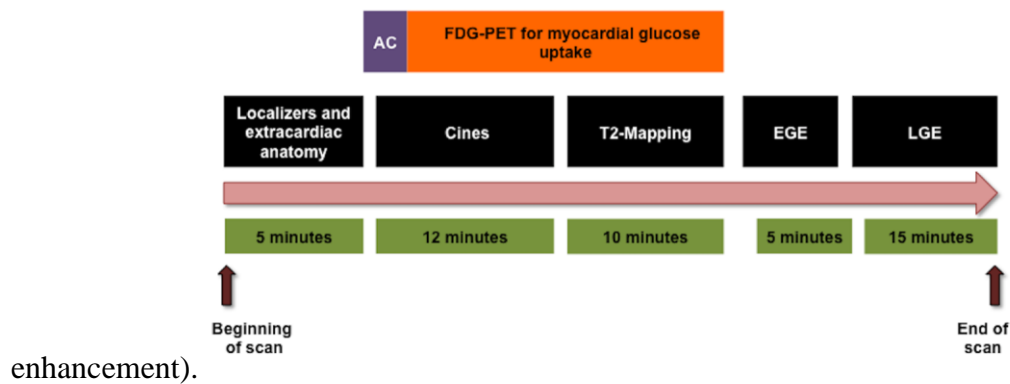 AC
FDG-PET for myocardial glucose
uptake
Localizers and
extracardiac
anatomy
Cines
T2-Mapping
EGE
LGE
5 minutes
12 minutes
10 minutes
5 minutes
15 minutes
Beginning
of scan
End of
scan
enhancement).